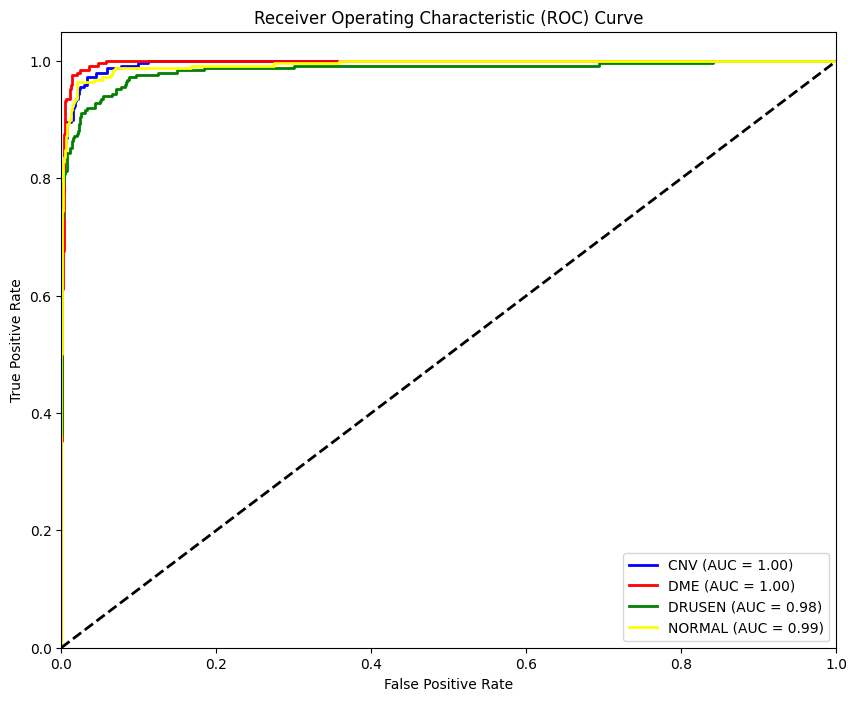 Receiver Operating Characteristic (ROC) Curve
True Positive Rate
1.0
0.8
0.6
0.4
0.2
0.0
CNV (AUC = 1.00)
DME (AUC = 1.00)
DRUSEN (AUC = 0.98)
NORMAL (AUC = 0.99)
0.0 0.2 0.4 0.6 0.8 1.0
False Positive Rate